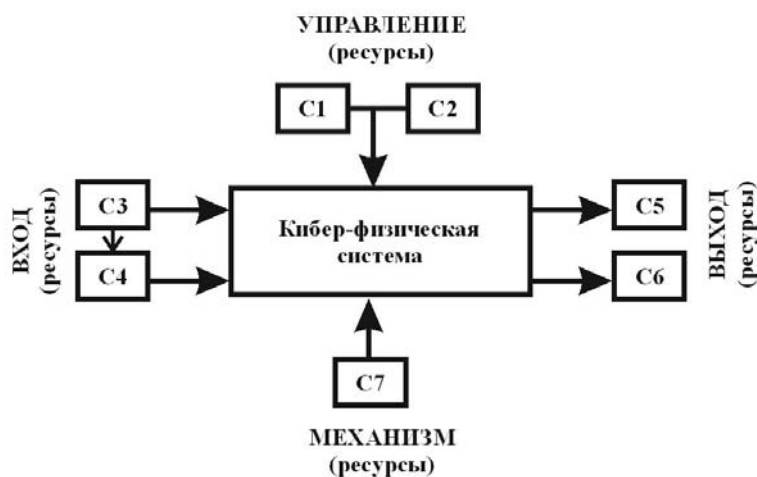 УПРАВЛЕНИЕ
(ресурсы)
С1
С2
ВХОД
(ресурсы)
С3
С4
Кибер-физическая
система
С5
С6
ВЫХОД
(ресурсы)
С7
МЕХАНИЗМ
(ресурсы)